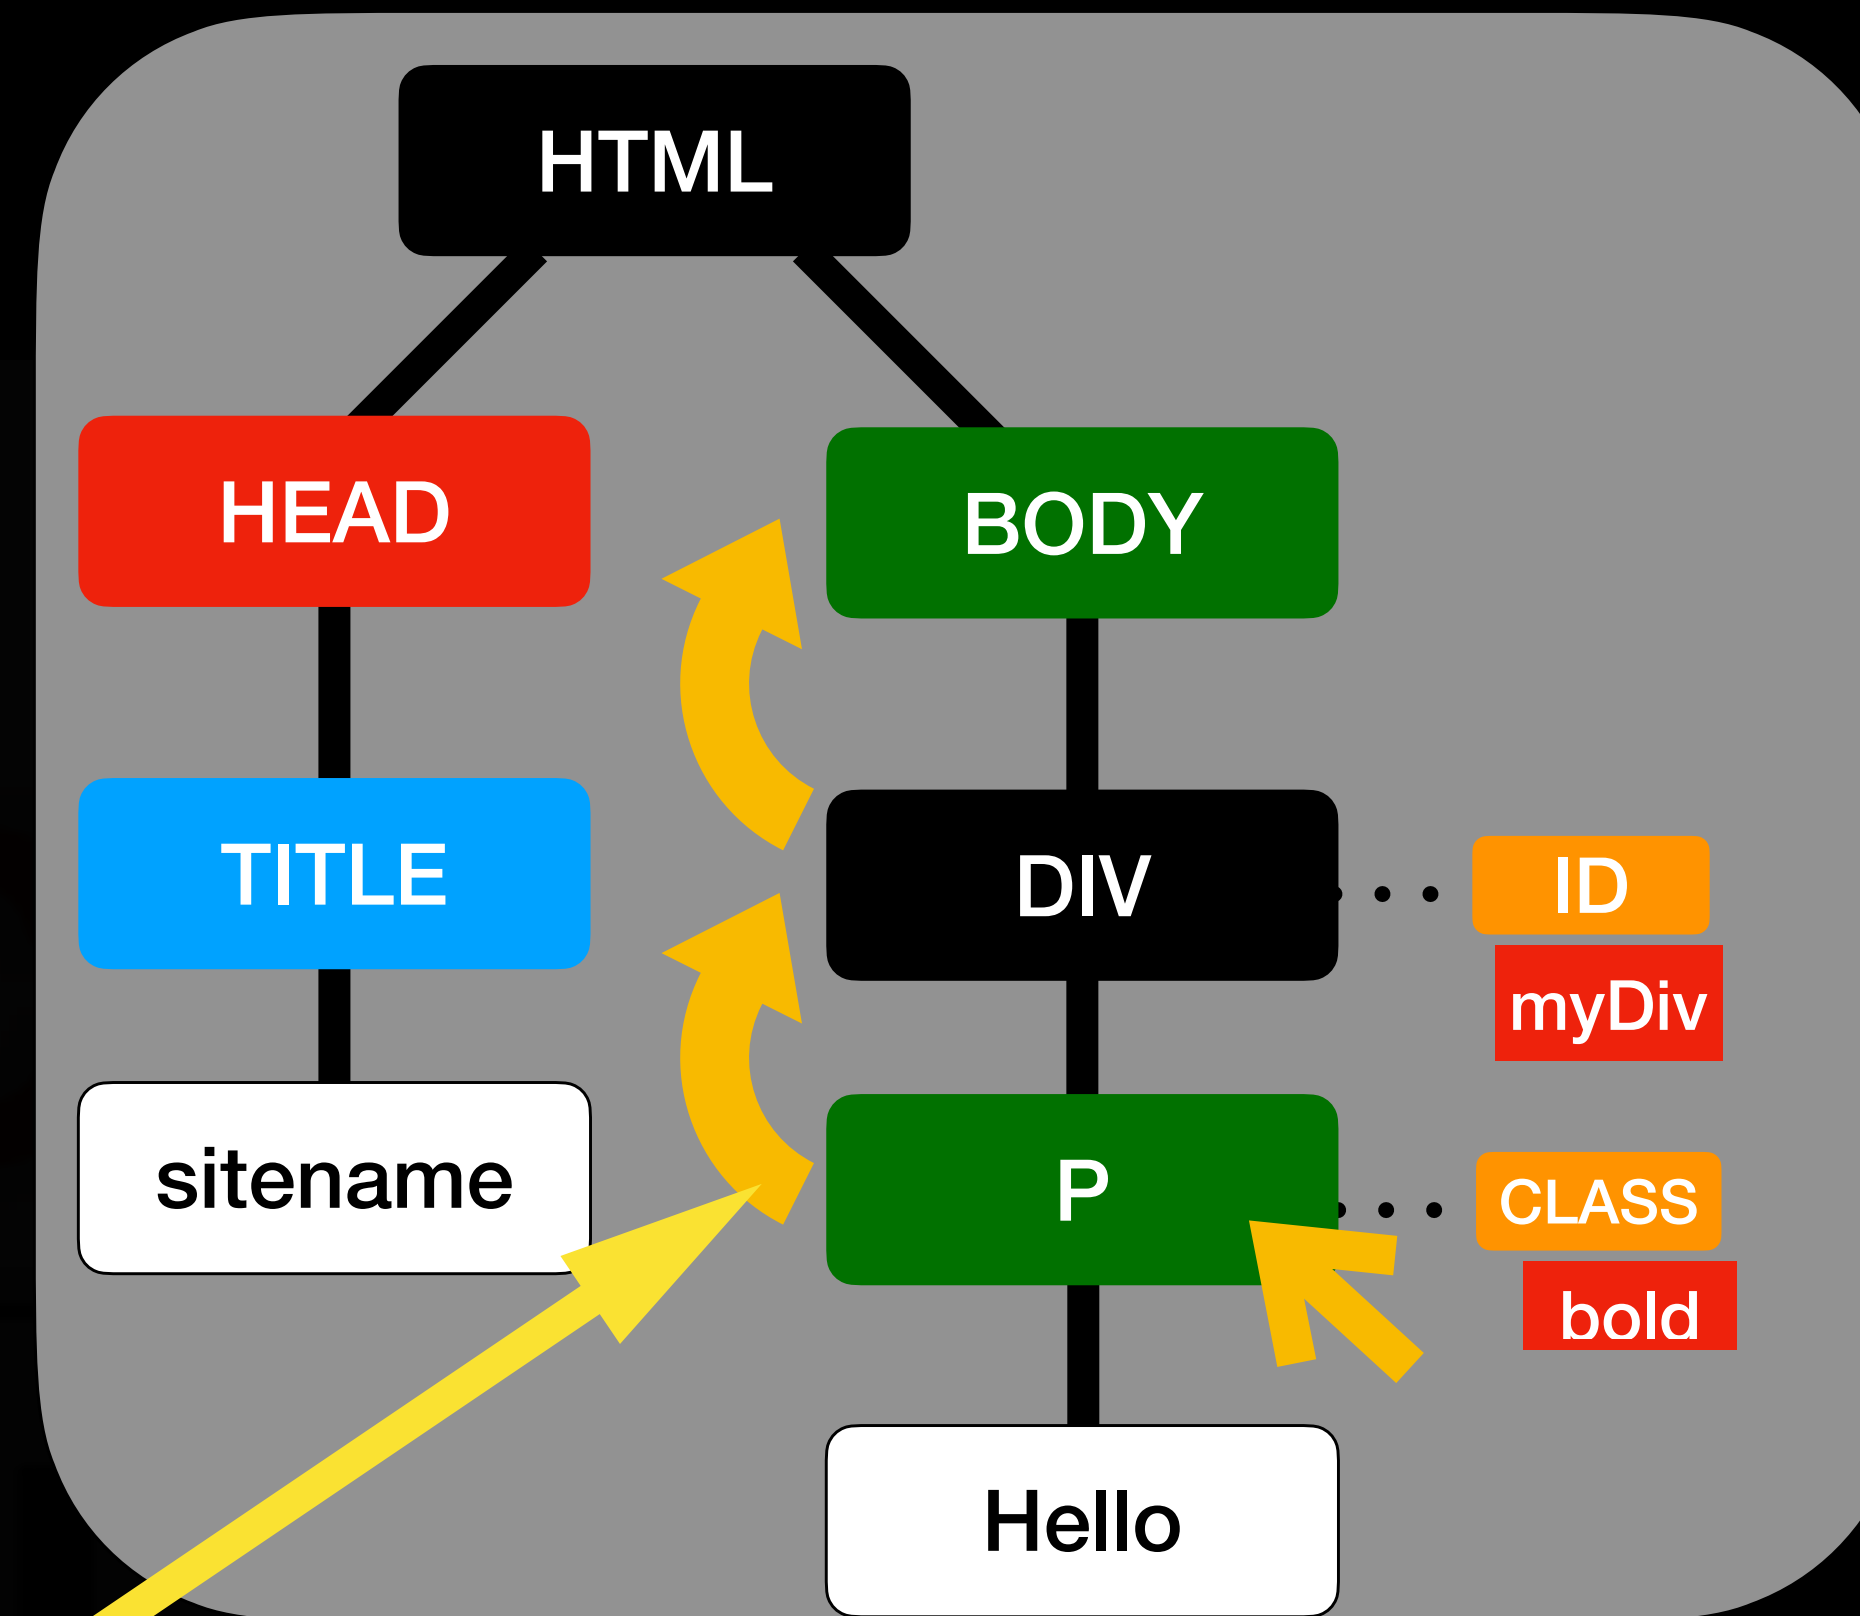 HTML
HEAD
BODY
TITLE
DIV
ID
myDiv
sitename
P
CLASS
bold
Hello